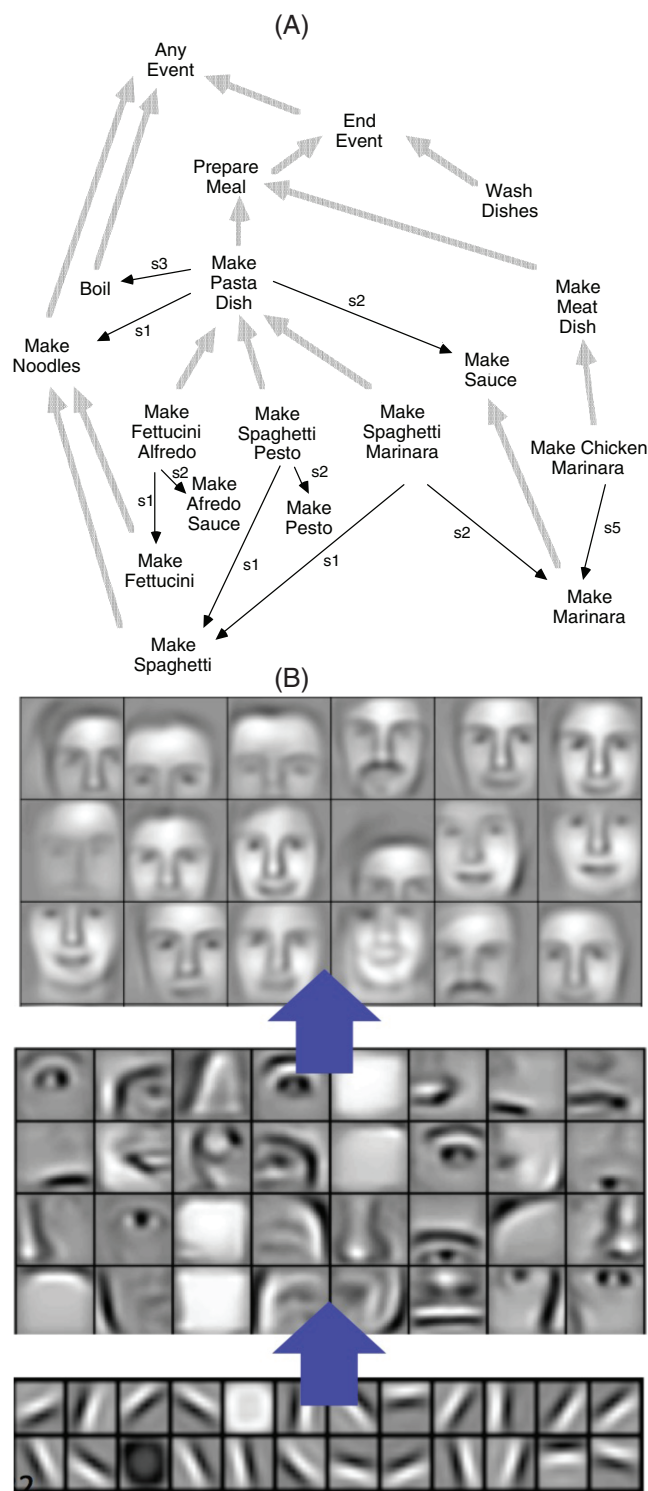 (A)
Any
Event
End
Event
Prepare
Meal
Wash
Dishes
s3
Make
Pasta
Dish
Boil
s2
Make
Meat
Dish
s1
Make
Noodles
Make
Sauce
Make
Fettucini
Alfredo
Make
Spaghetti
Pesto
Make
Spaghetti
Marinara
Make Chicken
Marinara
s2
s2
Make
Afredo
Sauce
s1
Make
Pesto
s5
s2
s1
s1
Make
Fettucini
Make
Marinara
Make
Spaghetti
(B)
2